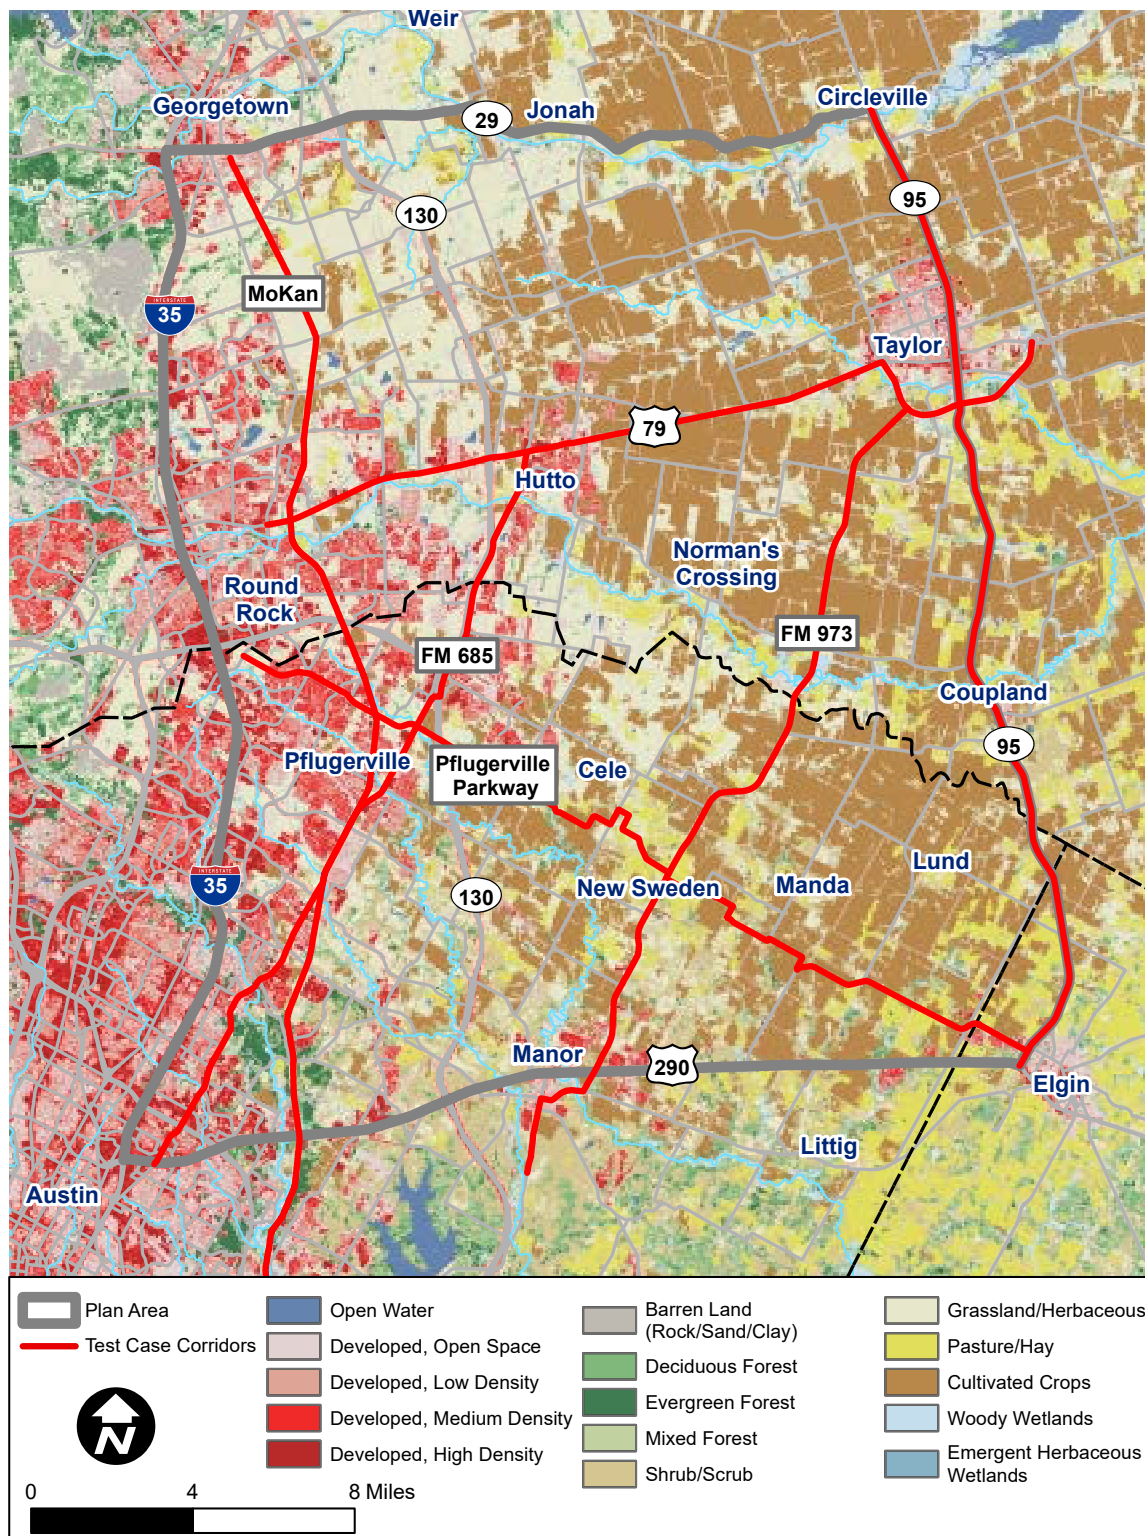 Weir
Georgetown
Jonah
Circleville
29
130
95
MoKan
INTERSTATE
35
Taylor
79
Hutto
Norman's
Crossing
Round
Rock
FM 685
FM 973
Coupland
95
Pflugerville
Pflugerville
Parkway
Cele
INTERSTATE
35
130
New Sweden
Manda
Lund
Manor
290
Elgin
Littig
Austin
Plan Area
Test Case Corridors
N
0 4 8 Miles
Open Water
Developed, Open Space
Developed, Low Density
Developed, Medium Density
Developed, High Density
Barren Land
(Rock/Sand/Clay)
Deciduous Forest
Evergreen Forest
Mixed Forest
Shrub/Scrub
Grassland/Herbaceous
Pasture/Hay
Cultivated Crops
Woody Wetlands
Emergent Herbaceous
Wetlands